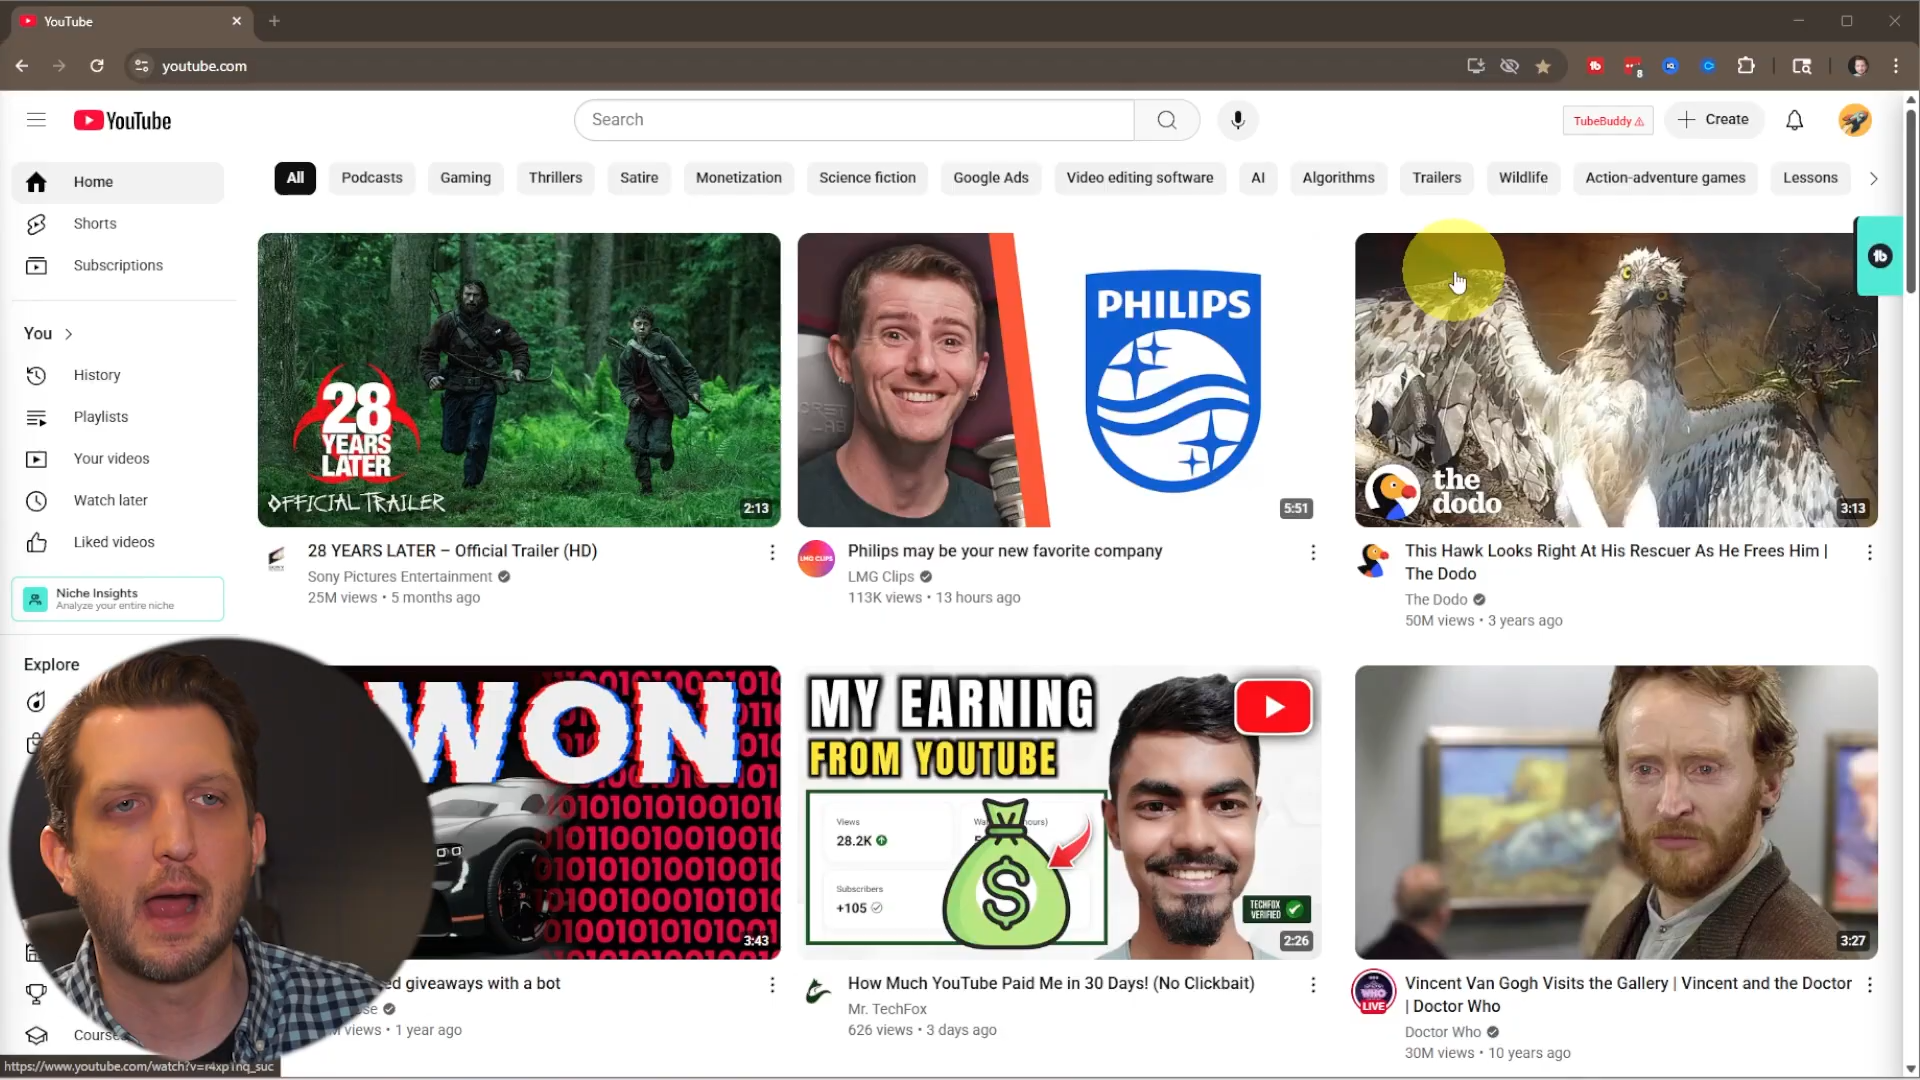 YouTube
youtube.com
8
YouTube
Search
TubeBuddy
Create
All
Podcasts
Gaming
Thrillers
Satire
Monetization
Science fiction
Google Ads
Video editing software
AI
Algorithms
Trailers
Wildlife
Action-adventure games
Lessons
Home
Shorts
Subscriptions
You
History
Playlists
Your videos
Watch later
Liked videos
Niche Insights
Analyze your entire niche
Explore
28
YEARS
LATER
OFFICIAL TRAILER
2:13
28 YEARS LATER – Official Trailer (HD)
Sony Pictures Entertainment
25M views • 5 months ago
PHILIPS
5:51
LMG CLIPS
Philips may be your new favorite company
LMG Clips
113K views • 13 hours ago
the
dodo
3:13
This Hawk Looks Right At His Rescuer As He Frees Him |
The Dodo
The Dodo
50M views • 3 years ago
WON
3:43
giveaways with a bot
views • 1 year ago
MY EARNING
FROM YOUTUBE
Views
28.2K
Subscribers
+105
TECHFOX
VERIFIED
2:26
How Much YouTube Paid Me in 30 Days! (No Clickbait)
Mr. TechFox
626 views • 3 days ago
3:27
WHO
LIVE
Vincent Van Gogh Visits the Gallery | Vincent and the Doctor
| Doctor Who
Doctor Who
30M views • 10 years ago